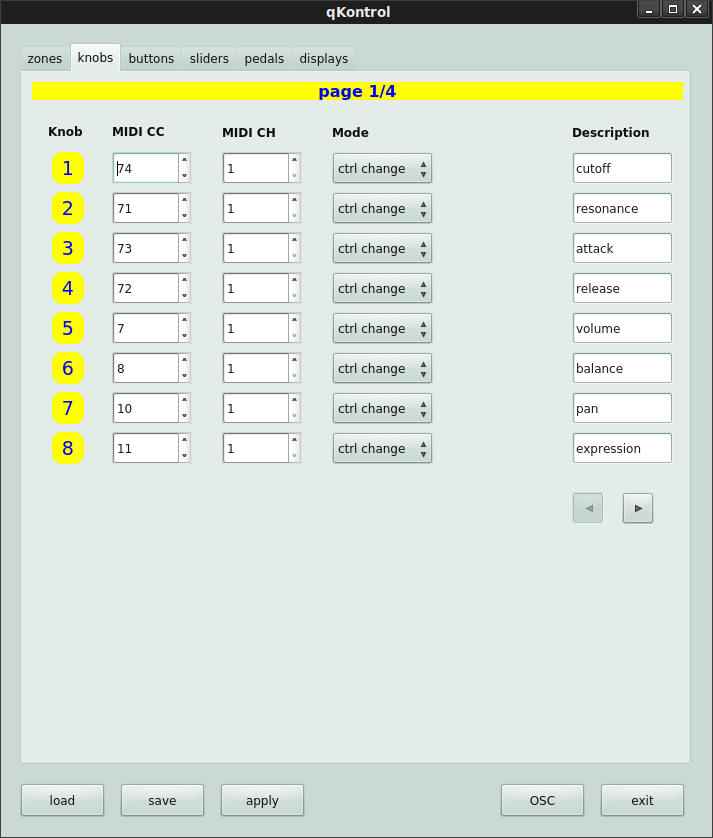 qKontrol
zones knobs buttons sliders pedals displays
page 1/4
Knob MIDI CC MIDI CH Mode Description
1 74 1 ctrl change cutoff
2 71 1 ctrl change resonance
3 73 1 ctrl change attack
4 72 1 ctrl change release
5 7 1 ctrl change volume
6 8 1 ctrl change balance
7 10 1 ctrl change pan
8 11 1 ctrl change expression
load save apply OSC exit